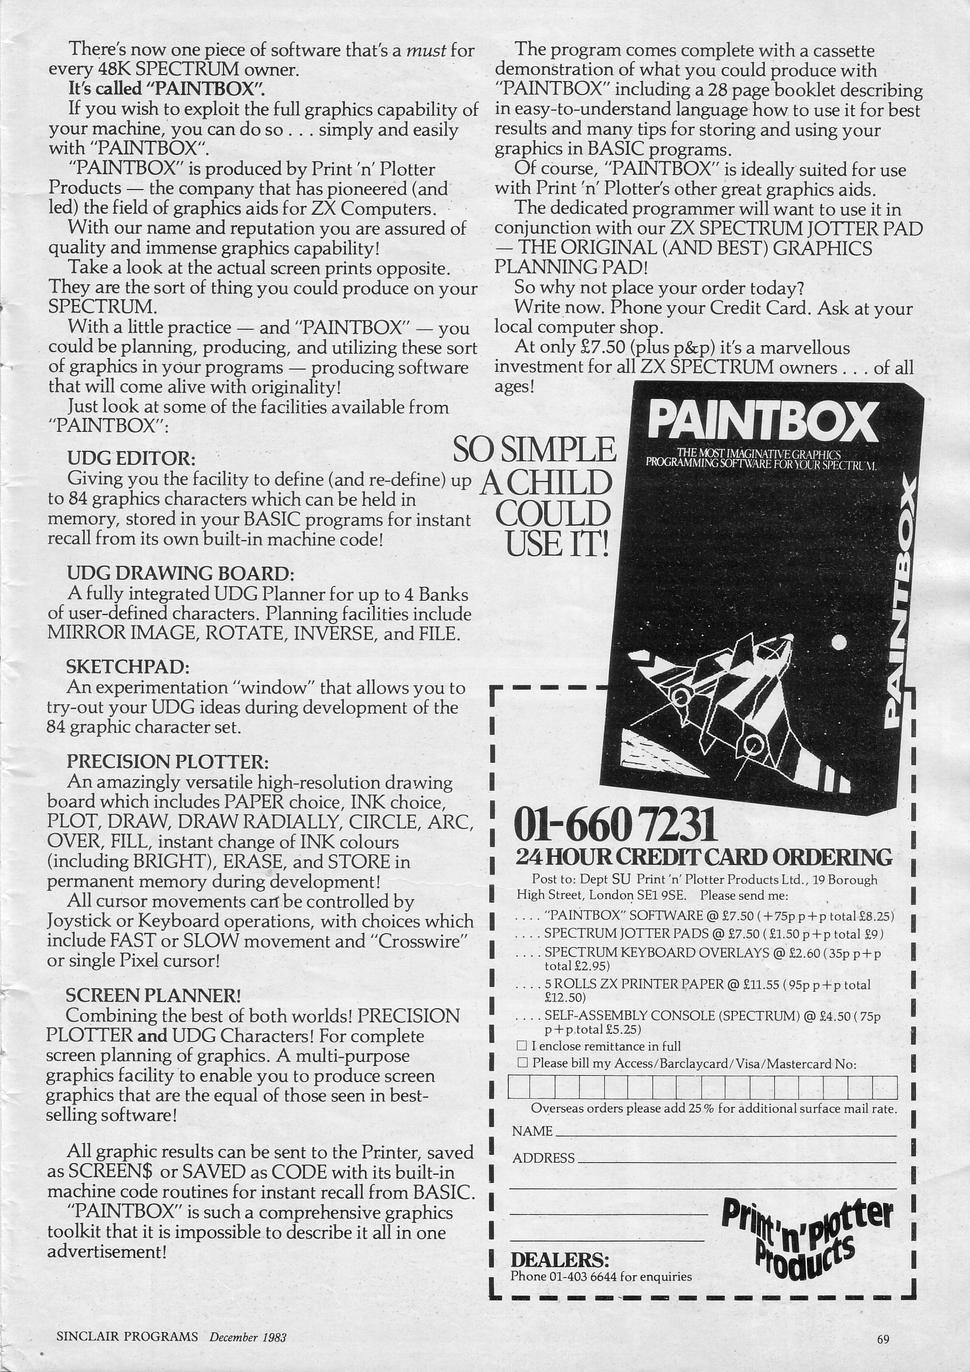 There's now one piece of software that's a must for
every 48K SPECTRUM owner.
It's called "PAINTBOX".
If you wish to exploit the full graphics capability of
your machine, you can do so . . . simply and easily
with "PAINTBOX".
"PAINTBOX" is produced by Print 'n' Plotter
Products — the company that has pioneered (and
led) the field of graphics aids for ZX Computers.
With our name and reputation you are assured of
quality and immense graphics capability!
Take a look at the actual screen prints opposite.
They are the sort of thing you could produce on your
SPECTRUM.
With a little practice — and "PAINTBOX" — you
could be planning, producing, and utilizing these sort
of graphics in your programs — producing software
that will come alive with originality!
Just look at some of the facilities available from
"PAINTBOX":
UDG EDITOR:
Giving you the facility to define (and re-define) up
to 84 graphics characters which can be held in
memory, stored in your BASIC programs for instant
recall from its own built-in machine code!
UDG DRAWING BOARD:
A fully integrated UDG Planner for up to 4 Banks
of user-defined characters. Planning facilities include
MIRROR IMAGE, ROTATE, INVERSE, and FILE.
SKETCHPAD:
An experimentation "window" that allows you to
try-out your UDG ideas during development of the
84 graphic character set.
PRECISION PLOTTER:
An amazingly versatile high-resolution drawing
board which includes PAPER choice, INK choice,
PLOT, DRAW, DRAW RADIALLY, CIRCLE, ARC,
OVER, FILL, instant change of INK colours
(including BRIGHT), ERASE, and STORE in
permanent memory during development!
All cursor movements can be controlled by
Joystick or Keyboard operations, with choices which
include FAST or SLOW movement and "Crosswire"
or single Pixel cursor!
SCREEN PLANNER!
Combining the best of both worlds! PRECISION
PLOTTER and UDG Characters! For complete
screen planning of graphics. A multi-purpose
graphics facility to enable you to produce screen
graphics that are the equal of those seen in best-
selling software!
All graphic results can be sent to the Printer, saved
as SCREEN$ or SAVED as CODE with its built-in
machine code routines for instant recall from BASIC.
"PAINTBOX" is such a comprehensive graphics
toolkit that it is impossible to describe it all in one
advertisement!
The program comes complete with a cassette
demonstration of what you could produce with
"PAINTBOX" including a 28 page booklet describing
in easy-to-understand language how to use it for best
results and many tips for storing and using your
graphics in BASIC programs.
Of course, "PAINTBOX" is ideally suited for use
with Print 'n' Plotter's other great graphics aids.
The dedicated programmer will want to use it in
conjunction with our ZX SPECTRUM JOTTER PAD
— THE ORIGINAL (AND BEST) GRAPHICS
PLANNING PAD!
So why not place your order today?
Write now. Phone your Credit Card. Ask at your
local computer shop.
At only £7.50 (plus p&p) it's a marvellous
investment for all ZX SPECTRUM owners . . . of all
ages!
SO SIMPLE
A CHILD
COULD
USE IT!
PAINTBOX
THE MOST IMAGINATIVE GRAPHICS
PROGRAMMING SOFTWARE FOR YOUR SPECTRUM.
PAINTBOX
01-660 7231
24 HOUR CREDIT CARD ORDERING
Post to: Dept SU Print 'n' Plotter Products Ltd., 19 Borough
High Street, London SE1 9SE. Please send me:
. . . . "PAINTBOX" SOFTWARE @ £7.50 (+75p p+p total £8.25)
. . . . SPECTRUM JOTTER PADS @ £7.50 (£1.50 p+p total £9)
. . . . SPECTRUM KEYBOARD OVERLAYS @ £2.60 (35p p+p
total £2.95)
. . . . 5 ROLLS ZX PRINTER PAPER @ £11.55 (95p p+p total
£12.50)
. . . . SELF-ASSEMBLY CONSOLE (SPECTRUM) @ £4.50 (75p
p+p total £5.25)
☐ I enclose remittance in full
☐ Please bill my Access/Barclaycard/Visa/Mastercard No:
Overseas orders please add 25% for additional surface mail rate.
NAME
ADDRESS
Print 'n' Plotter
Products
DEALERS:
Phone 01-403 6644 for enquiries
SINCLAIR PROGRAMS December 1983
69